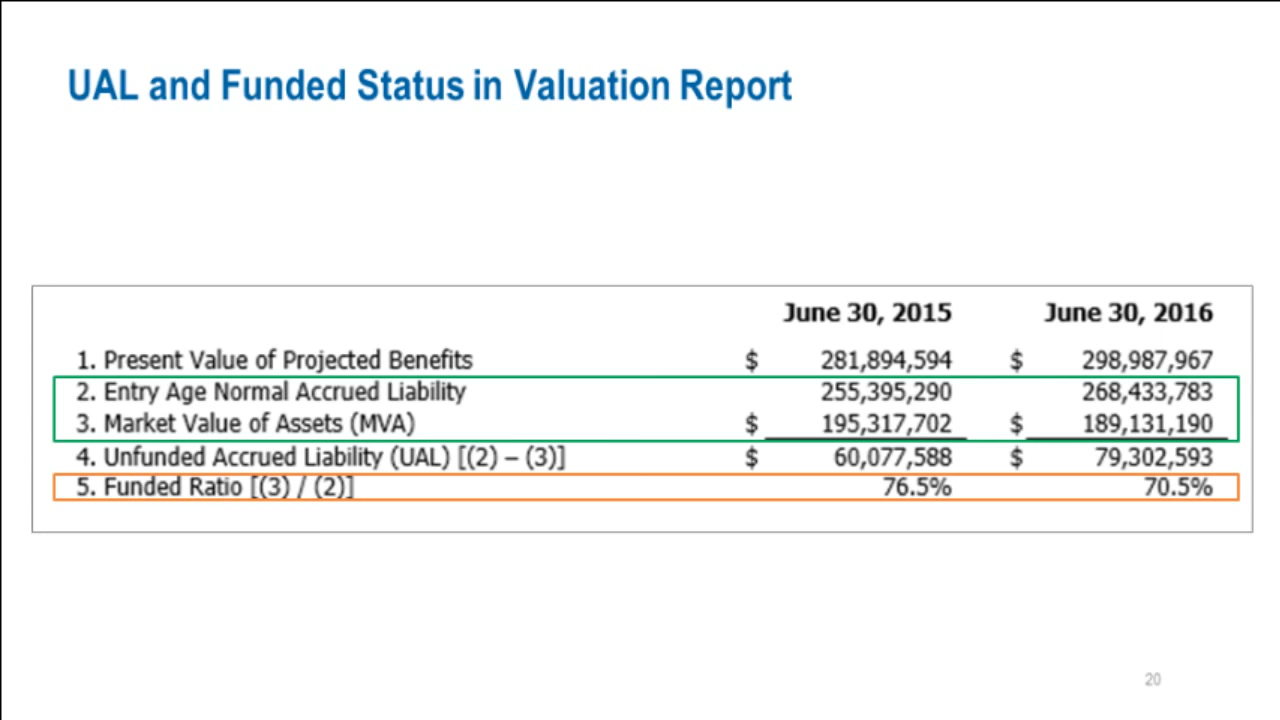 UAL and Funded Status in Valuation Report
June 30, 2015 June 30, 2016
1. Present Value of Projected Benefits $ 281,894,594 $ 298,987,967
2. Entry Age Normal Accrued Liability 255,395,290 268,433,783
3. Market Value of Assets (MVA) $ 195,317,702 $ 189,131,190
4. Unfunded Accrued Liability (UAL) [(2) – (3)] $ 60,077,588 $ 79,302,593
5. Funded Ratio [(3) / (2)] 76.5% 70.5%
20